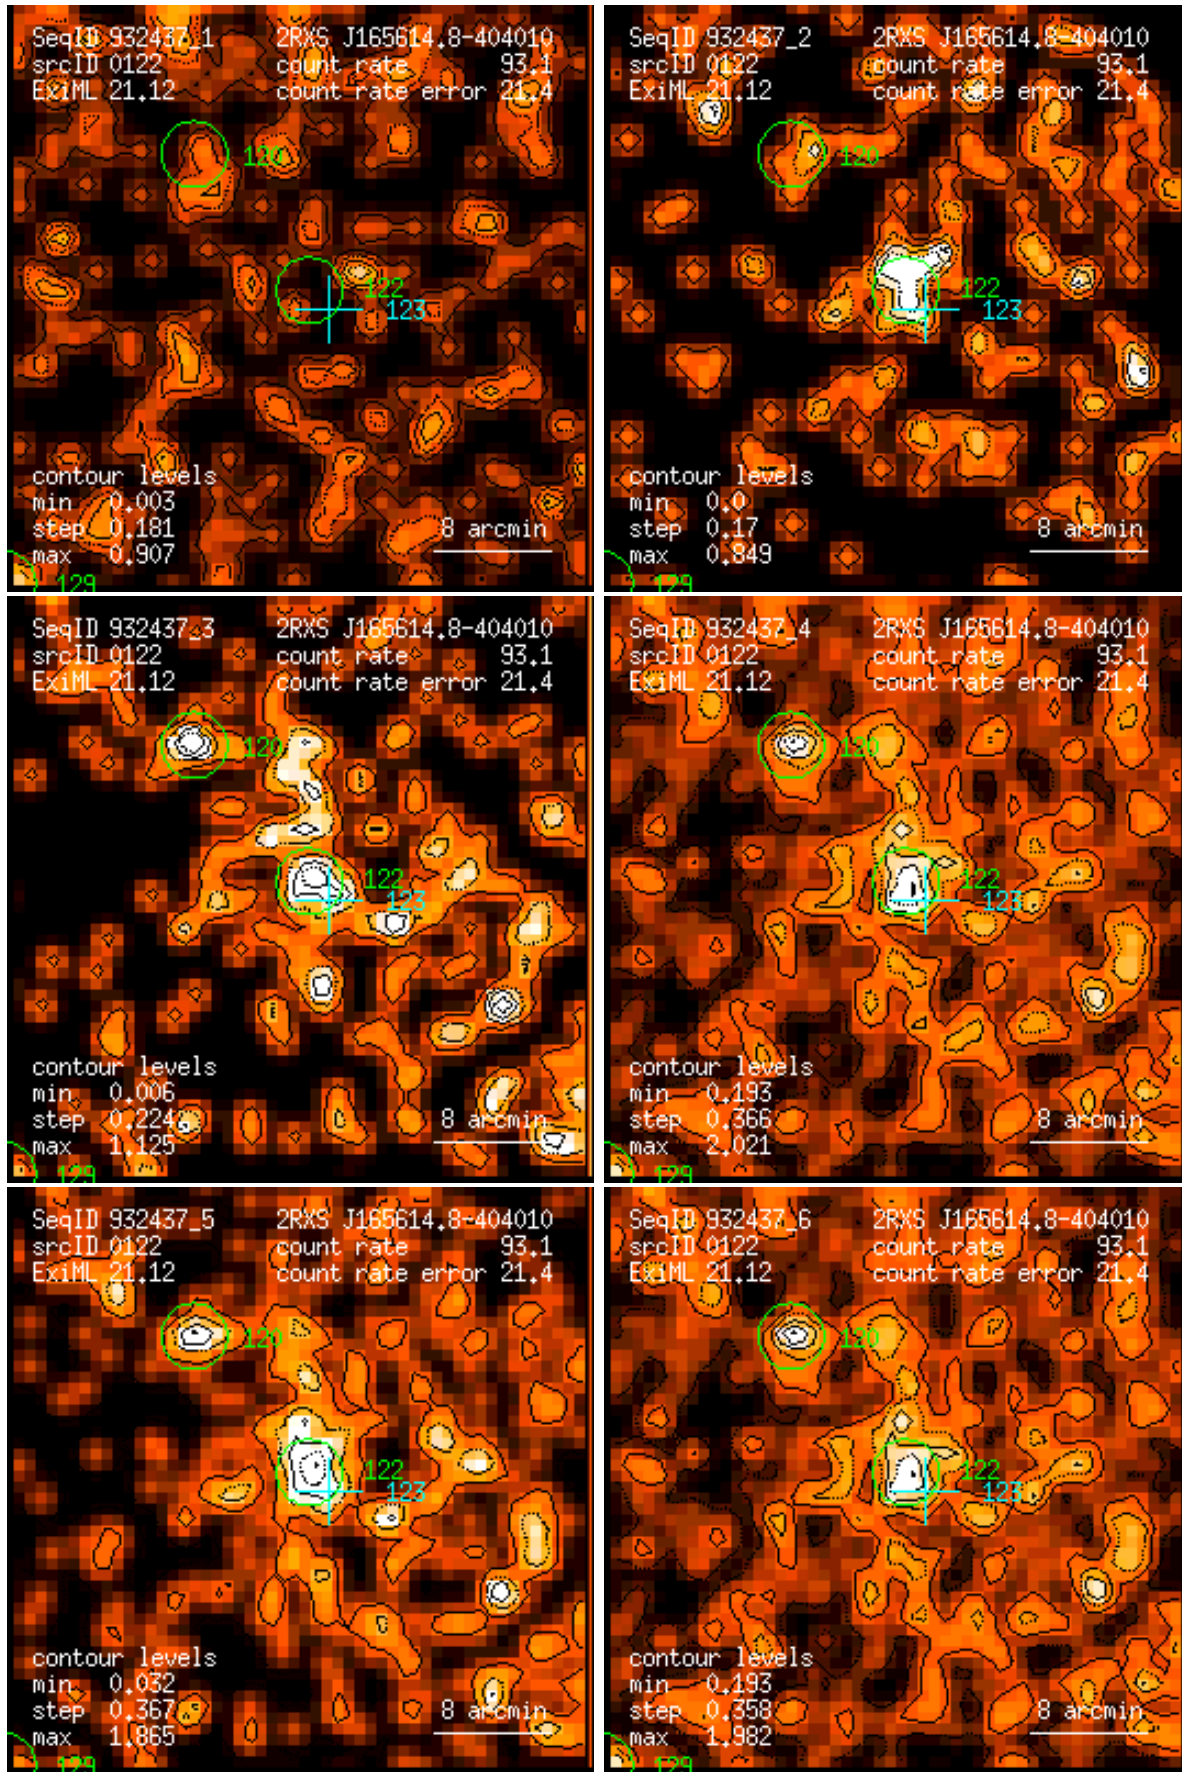 SeqID 932437_1 2RXS J165614.8-404010
srcID 0122 count rate 93.1
ExiML 21.12 count rate error 21.4
120
122
123
contour levels
min 0.003
step 0.181
max 0.907
8 arcmin
129
SeqID 932437_2 2RXS J165614.8-404010
srcID 0122 count rate 93.1
ExiML 21.12 count rate error 21.4
120
122
123
contour levels
min 0.0
step 0.17
max 0.849
8 arcmin
129
SeqID 932437_3 2RXS J165614.8-404010
srcID 0122 count rate 93.1
ExiML 21.12 count rate error 21.4
120
122
123
contour levels
min 0.006
step 0.224
max 1.125
8 arcmin
129
SeqID 932437_4 2RXS J165614.8-404010
srcID 0122 count rate 93.1
ExiML 21.12 count rate error 21.4
120
122
123
contour levels
min 0.193
step 0.366
max 2.021
8 arcmin
129
SeqID 932437_5 2RXS J165614.8-404010
srcID 0122 count rate 93.1
ExiML 21.12 count rate error 21.4
120
122
123
contour levels
min 0.032
step 0.367
max 1.865
8 arcmin
129
SeqID 932437_6 2RXS J165614.8-404010
srcID 0122 count rate 93.1
ExiML 21.12 count rate error 21.4
120
122
123
contour levels
min 0.193
step 0.358
max 1.982
8 arcmin
129